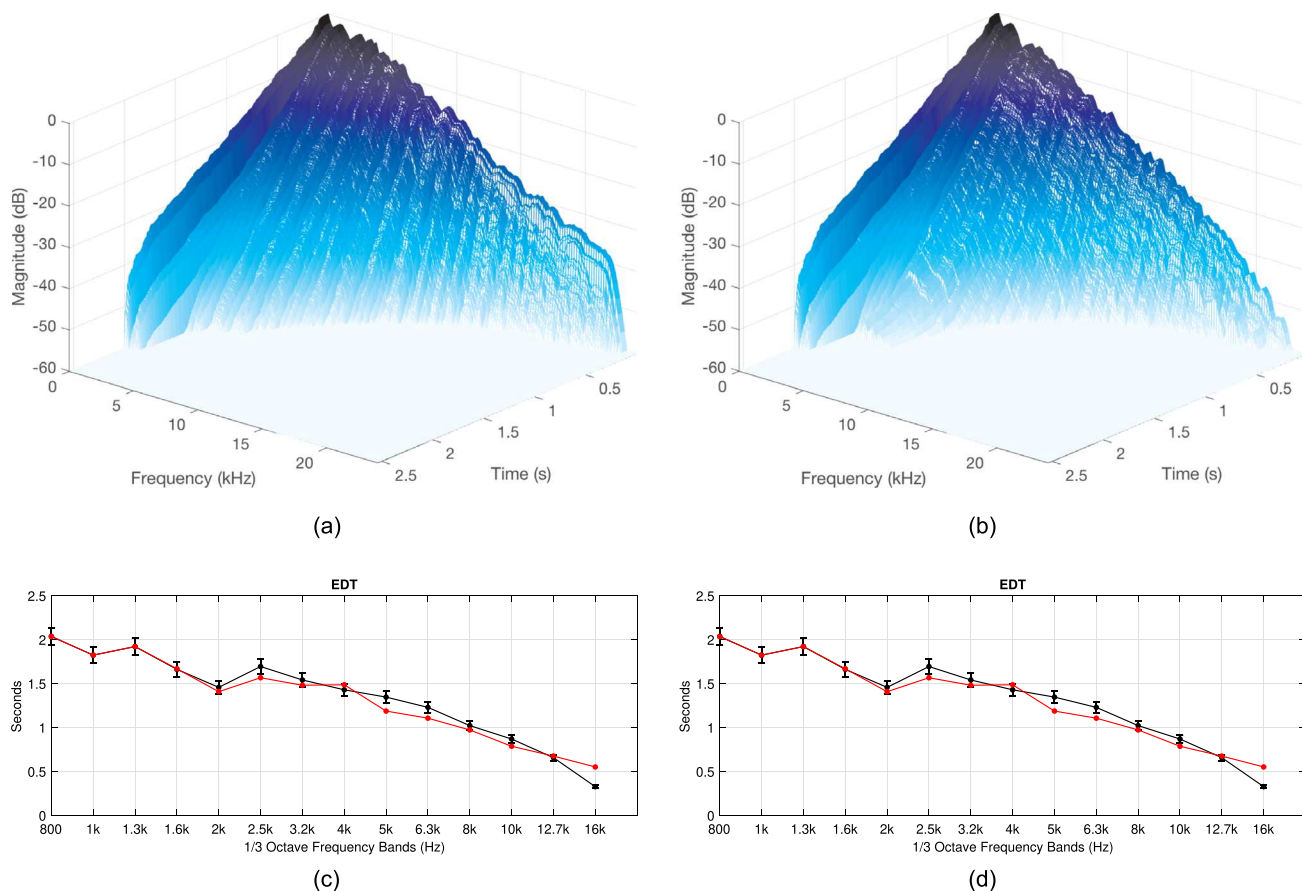 0
-10
-20
-30
-40
-50
-60
Magnitude (dB)
0
5
10
15
20
Frequency (kHz)
0.5
1
1.5
2
2.5
Time (s)
(a)
0
-10
-20
-30
-40
-50
-60
Magnitude (dB)
0
5
10
15
20
Frequency (kHz)
0.5
1
1.5
2
2.5
Time (s)
(b)
EDT
2.5
2
1.5
1
0.5
0
Seconds
800 1k 1.3k 1.6k 2k 2.5k 3.2k 4k 5k 6.3k 8k 10k 12.7k 16k
1/3 Octave Frequency Bands (Hz)
(c)
EDT
2.5
2
1.5
1
0.5
0
Seconds
800 1k 1.3k 1.6k 2k 2.5k 3.2k 4k 5k 6.3k 8k 10k 12.7k 16k
1/3 Octave Frequency Bands (Hz)
(d)